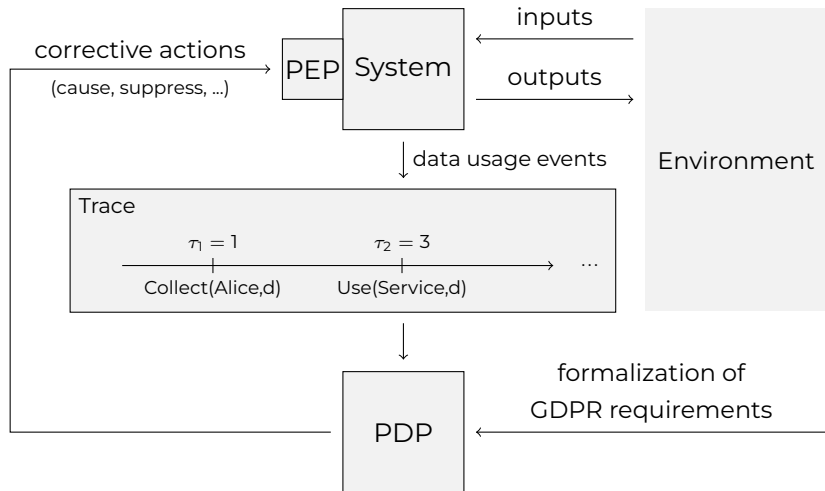 inputs
corrective actions
PEP
System
(cause, suppress, ...)
outputs
data usage events
Environment
Trace
τ₁ = 1
τ₂ = 3
...
Collect(Alice,d)
Use(Service,d)
formalization of
GDPR requirements
PDP